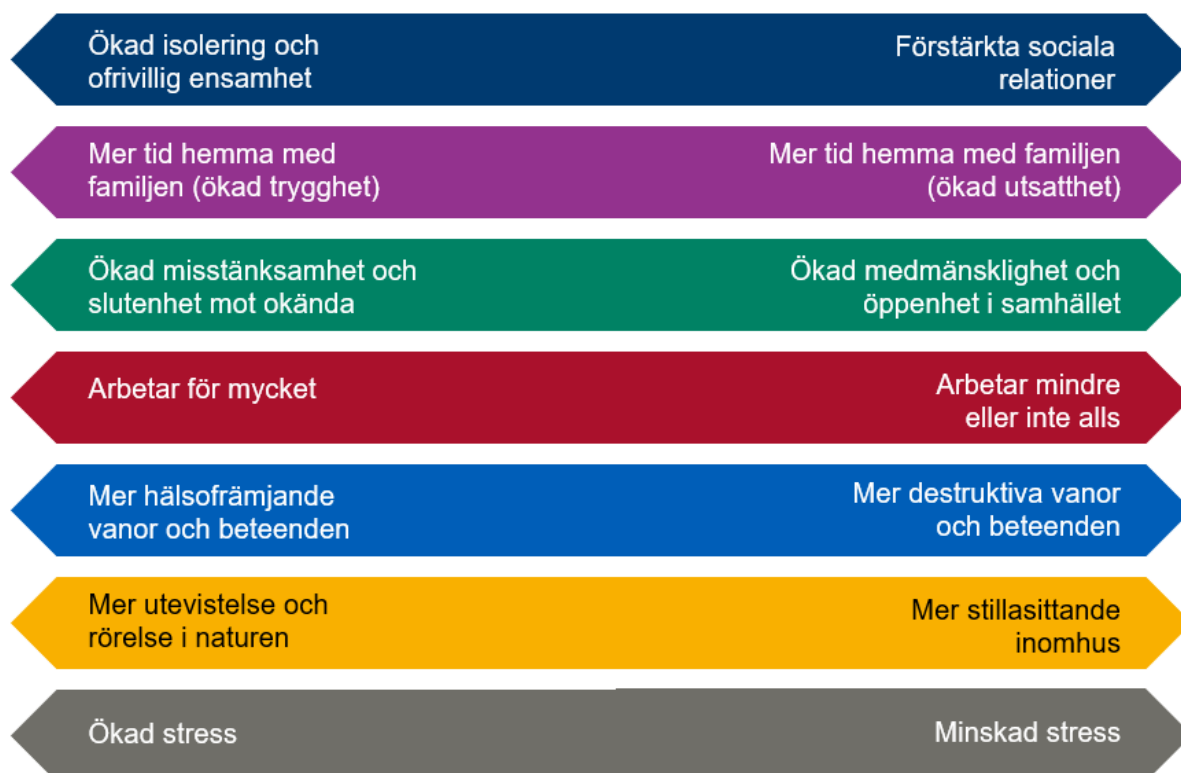 Ökad isolering och
ofrivillig ensamhet
Förstärkta sociala
relationer
Mer tid hemma med
familjen (ökad trygghet)
Mer tid hemma med familjen
(ökad utsatthet)
Ökad misstänksamhet och
slutenhet mot okända
Ökad medmänsklighet och
öppenhet i samhället
Arbetar för mycket
Arbetar mindre
eller inte alls
Mer hälsofrämjande
vanor och beteenden
Mer destruktiva vanor
och beteenden
Mer utevistelse och
rörelse i naturen
Mer stillasittande
inomhus
Ökad stress
Minskad stress